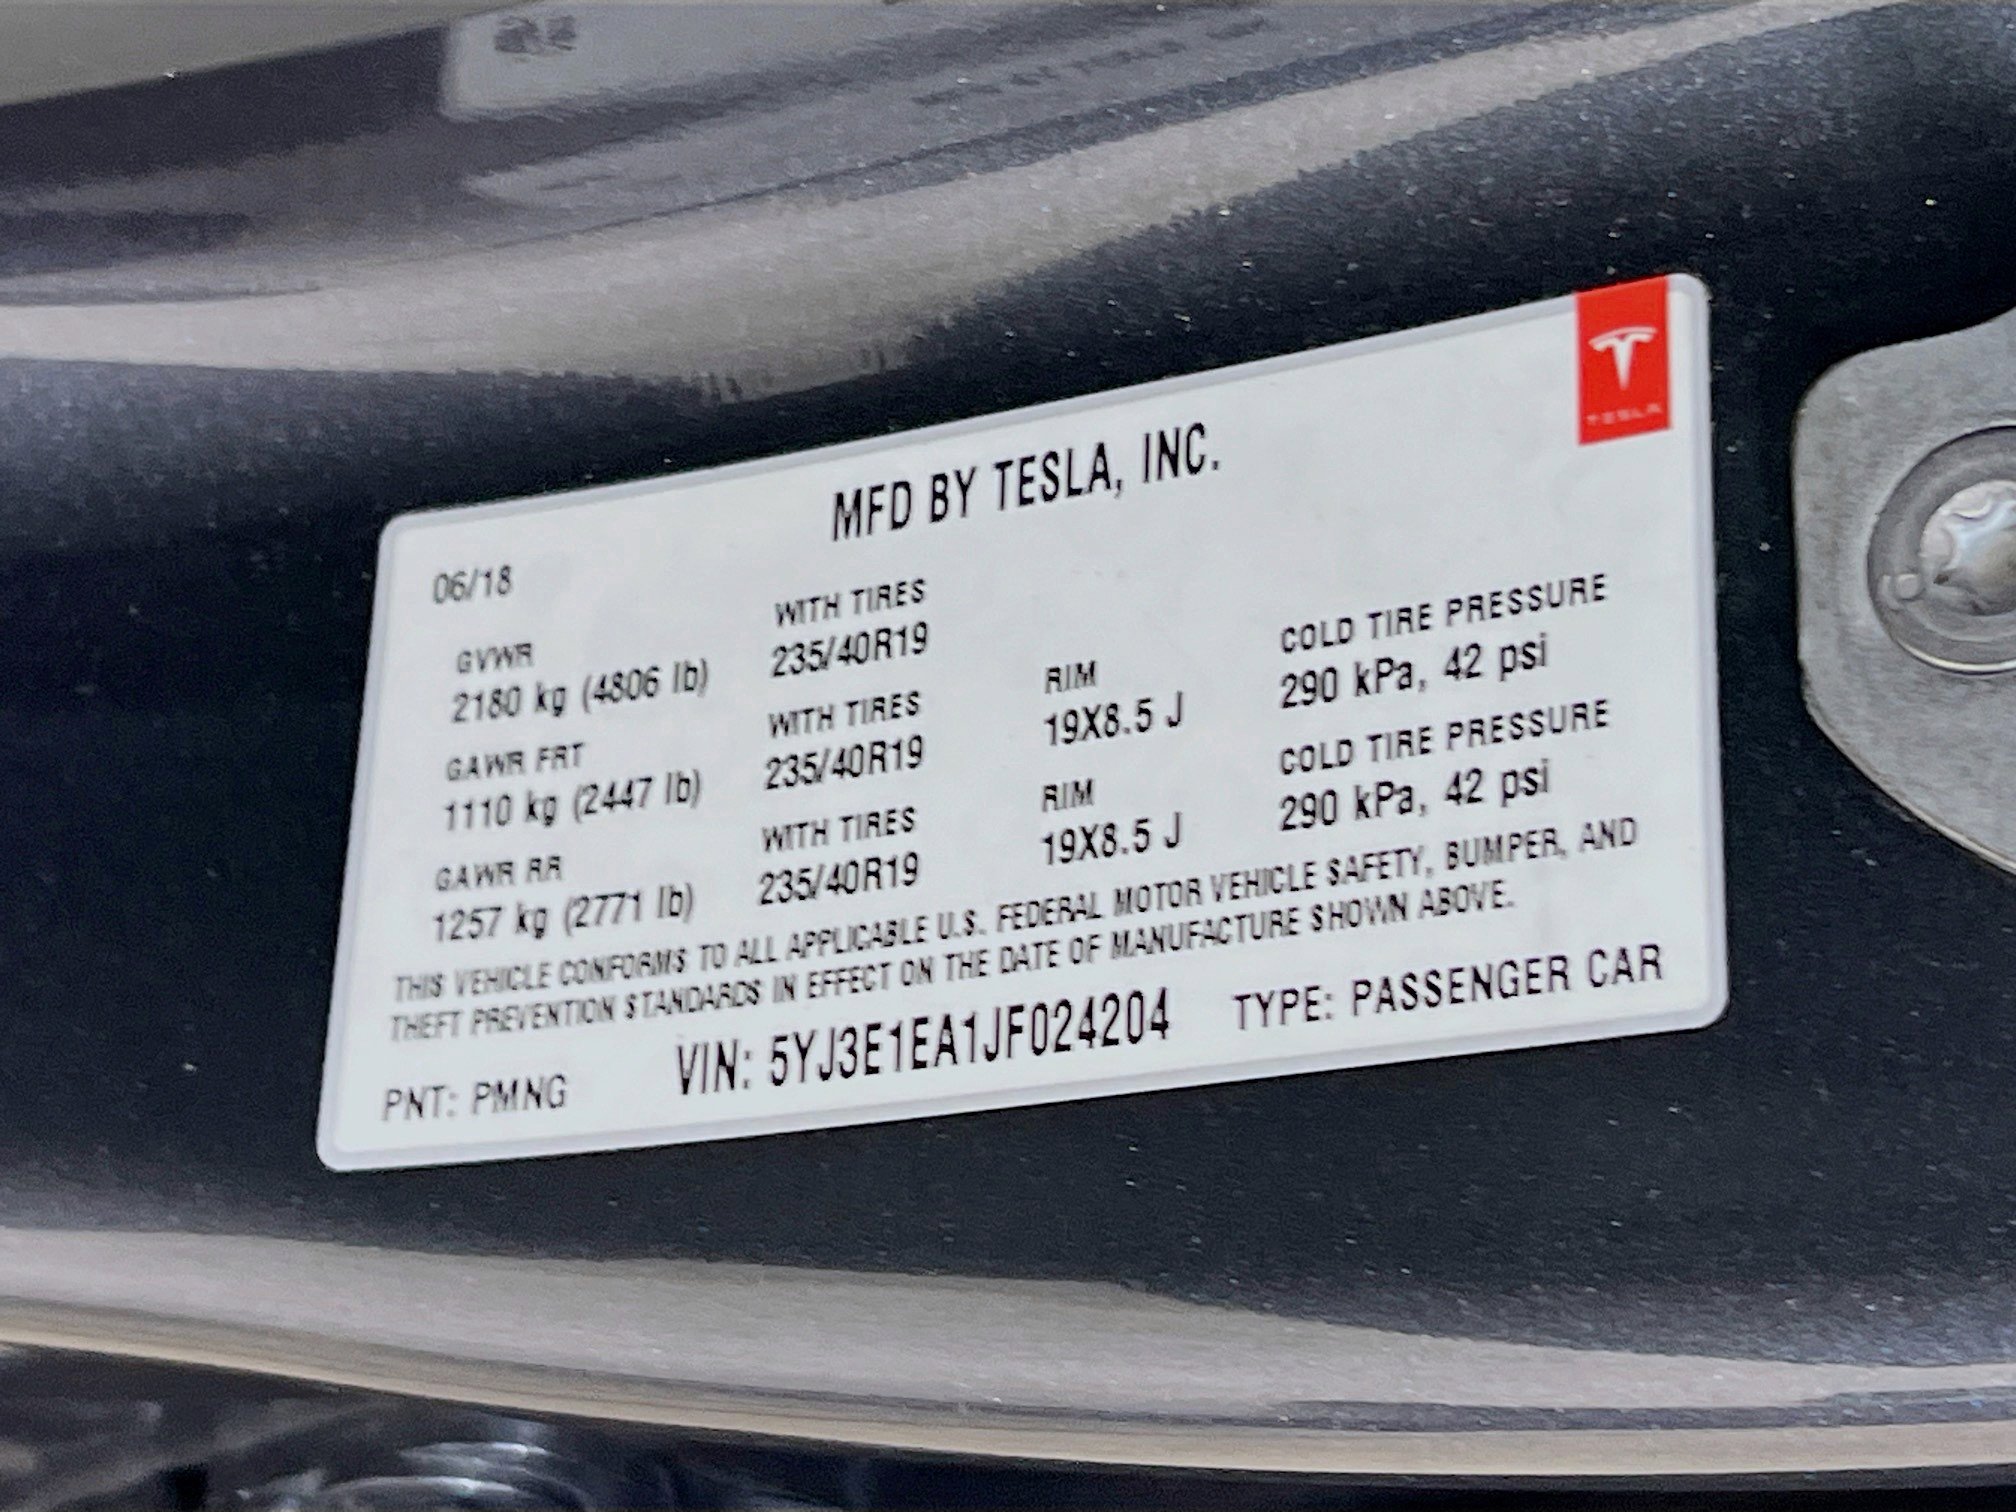 TESLA
MFD BY TESLA, INC.
06/18
GVWR WITH TIRES
2180 kg (4806 lb) 235/40R19
GAWR FRT WITH TIRES RIM COLD TIRE PRESSURE
1110 kg (2447 lb) 235/40R19 19X8.5 J 290 kPa, 42 psi
GAWR RR WITH TIRES RIM COLD TIRE PRESSURE
1257 kg (2771 lb) 235/40R19 19X8.5 J 290 kPa, 42 psi
THIS VEHICLE CONFORMS TO ALL APPLICABLE U.S. FEDERAL MOTOR VEHICLE SAFETY, BUMPER, AND
THEFT PREVENTION STANDARDS IN EFFECT ON THE DATE OF MANUFACTURE SHOWN ABOVE.
PNT: PMNG VIN: 5YJ3E1EA1JF024204 TYPE: PASSENGER CAR